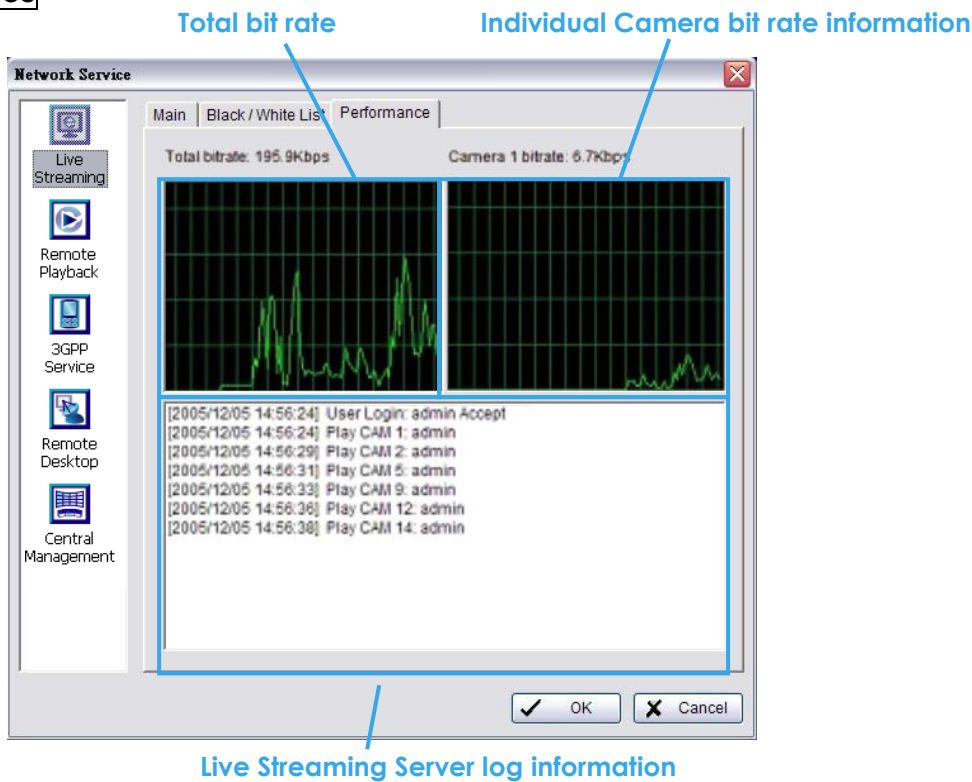 Total bit rate
Individual Camera bit rate information
Network Service
Live
Streaming
Remote
Playback
3GPP
Service
Remote
Desktop
Central
Management
Main
Black / White List
Performance
Total bitrate: 195.9Kbps
Camera 1 bitrate: 6.7Kbps
[2005/12/05 14:56:24] User Login: admin Accept
[2005/12/05 14:56:24] Play CAM 1: admin
[2005/12/05 14:56:29] Play CAM 2: admin
[2005/12/05 14:56:31] Play CAM 5: admin
[2005/12/05 14:56:33] Play CAM 9: admin
[2005/12/05 14:56:36] Play CAM 12: admin
[2005/12/05 14:56:38] Play CAM 14: admin
OK
Cancel
Live Streaming Server log information